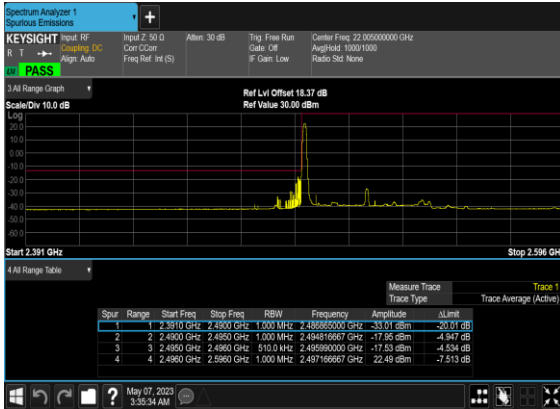 Spectrum Analyzer 1
Spurious Emissions
+
KEYSIGHT Input: RF Input Z: 50 Ω Atten: 30 dB Trig: Free Run Center Freq: 22.005000000 GHz
R T Coupling: DC Corr CCorr Gate: Off Avg|Hold: 1000/1000
Align: Auto Freq Ref: Int (S) IF Gain: Low Radio Std: None
PASS
3 All Range Graph
Ref Lvl Offset 18.37 dB
Scale/Div 10.0 dB Ref Value 30.00 dBm
Log
20.0
10.0
0.00
-10.0
-20.0
-30.0
-40.0
-50.0
-60.0
Start 2.391 GHz Stop 2.596 GH
4 All Range Table
Measure Trace Trace 1
Trace Type Trace Average (Active)
Spur Range Start Freq Stop Freq RBW Frequency Amplitude ΔLimit
1 1 2.3910 GHz 2.4900 GHz 1.000 MHz 2.486865000 GHz -33.01 dBm -20.01 dB
2 2 2.4900 GHz 2.4950 GHz 1.000 MHz 2.494816667 GHz -17.95 dBm -4.947 dB
3 3 2.4950 GHz 2.4960 GHz 510.0 kHz 2.495990000 GHz -17.53 dBm -4.534 dB
4 4 2.4960 GHz 2.5960 GHz 1.000 MHz 2.497166667 GHz 22.49 dBm -7.513 dB
?
May 07, 2023
3:35:34 AM